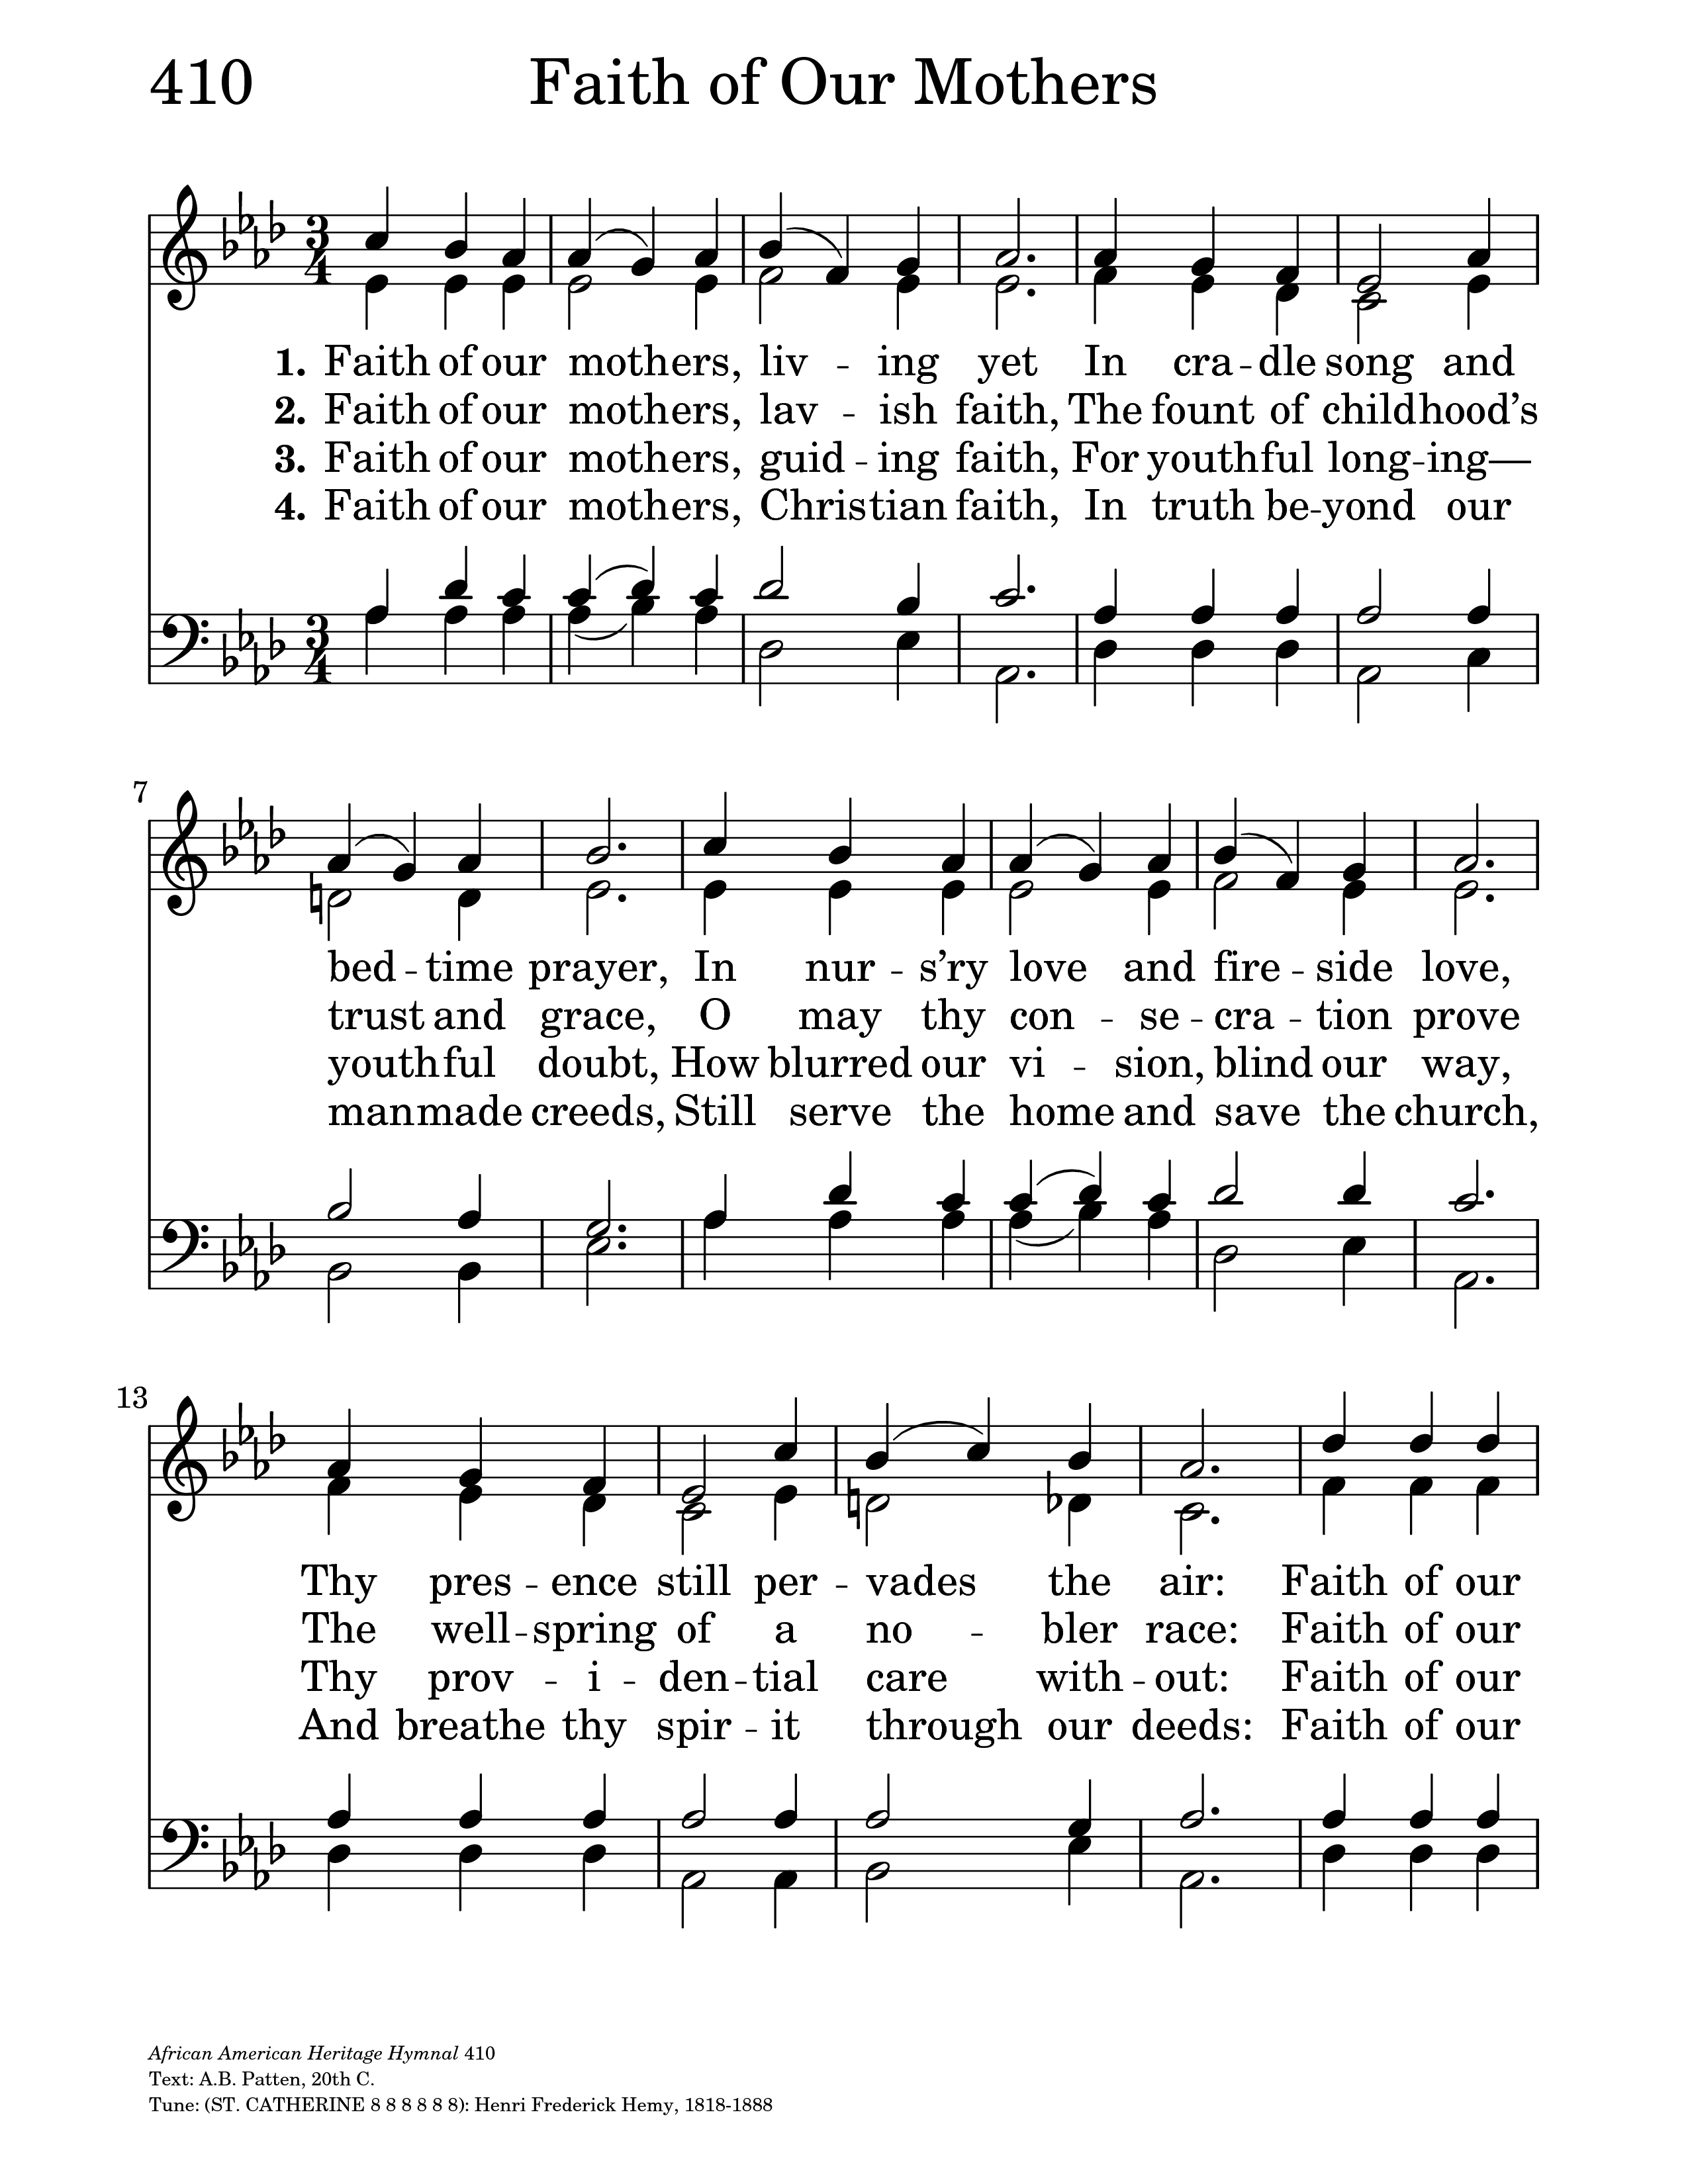 410 Faith of Our Mothers
3
4
1. Faith of our mothers, liv - ing yet In cra - dle song and
2. Faith of our mothers, lav - ish faith, The fount of childhood’s
3. Faith of our mothers, guid - ing faith, For youthful long - ing—
4. Faith of our mothers, Christian faith, In truth be - yond our
3
4
7
bed - time prayer, In nur - s’ry love and fire - side love,
trust and grace, O may thy con - se - cra - tion prove
youthful doubt, How blurred our vi - sion, blind our way,
manmade creeds, Still serve the home and save the church,
13
Thy pres - ence still per - vades the air: Faith of our
The well - spring of a no - bler race: Faith of our
Thy prov - i - den - tial care with - out: Faith of our
And breathe thy spir - it through our deeds: Faith of our
African American Heritage Hymnal 410
Text: A.B. Patten, 20th C.
Tune: (ST. CATHERINE 8 8 8 8 8 8): Henri Frederick Hemy, 1818-1888